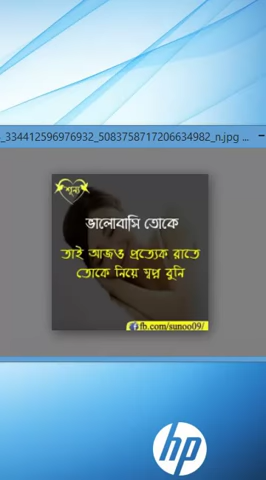 _334412596976932_5083758717206634982_n.jpg ...
শূন্য
ভালোবাসি তোকে
তাই আজও প্রত্যেক রাতে
তোকে নিয়ে স্বপ্ন বুনি
f fb.com/sunoo09/
hp